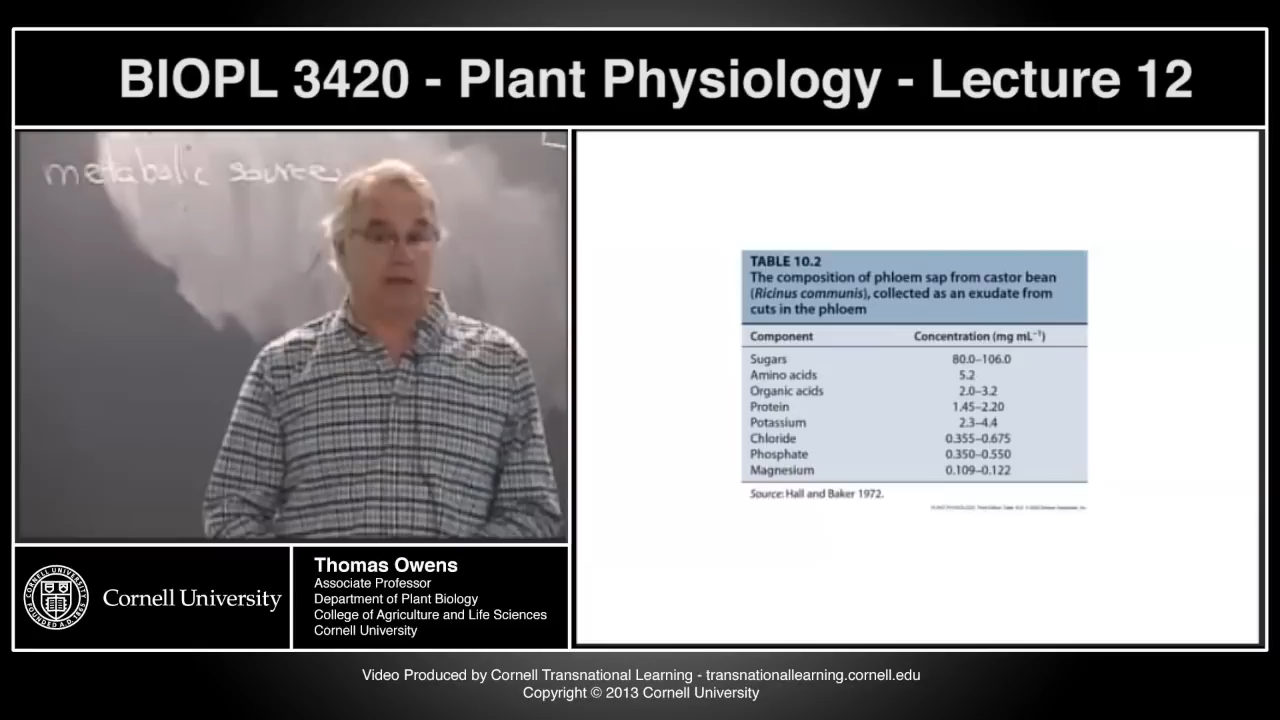 BIOPL 3420 - Plant Physiology - Lecture 12
metabolic sources
TABLE 10.2
The composition of phloem sap from castor bean
(Ricinus communis), collected as an exudate from
cuts in the phloem
Component Concentration (mg mL⁻¹)
Sugars 80.0–106.0
Amino acids 5.2
Organic acids 2.0–3.2
Protein 1.45–2.20
Potassium 2.3–4.4
Chloride 0.355–0.675
Phosphate 0.350–0.550
Magnesium 0.109–0.122
Source: Hall and Baker 1972.
Cornell University
Thomas Owens
Associate Professor
Department of Plant Biology
College of Agriculture and Life Sciences
Cornell University
Video Produced by Cornell Transnational Learning - transnationallearning.cornell.edu
Copyright © 2013 Cornell University